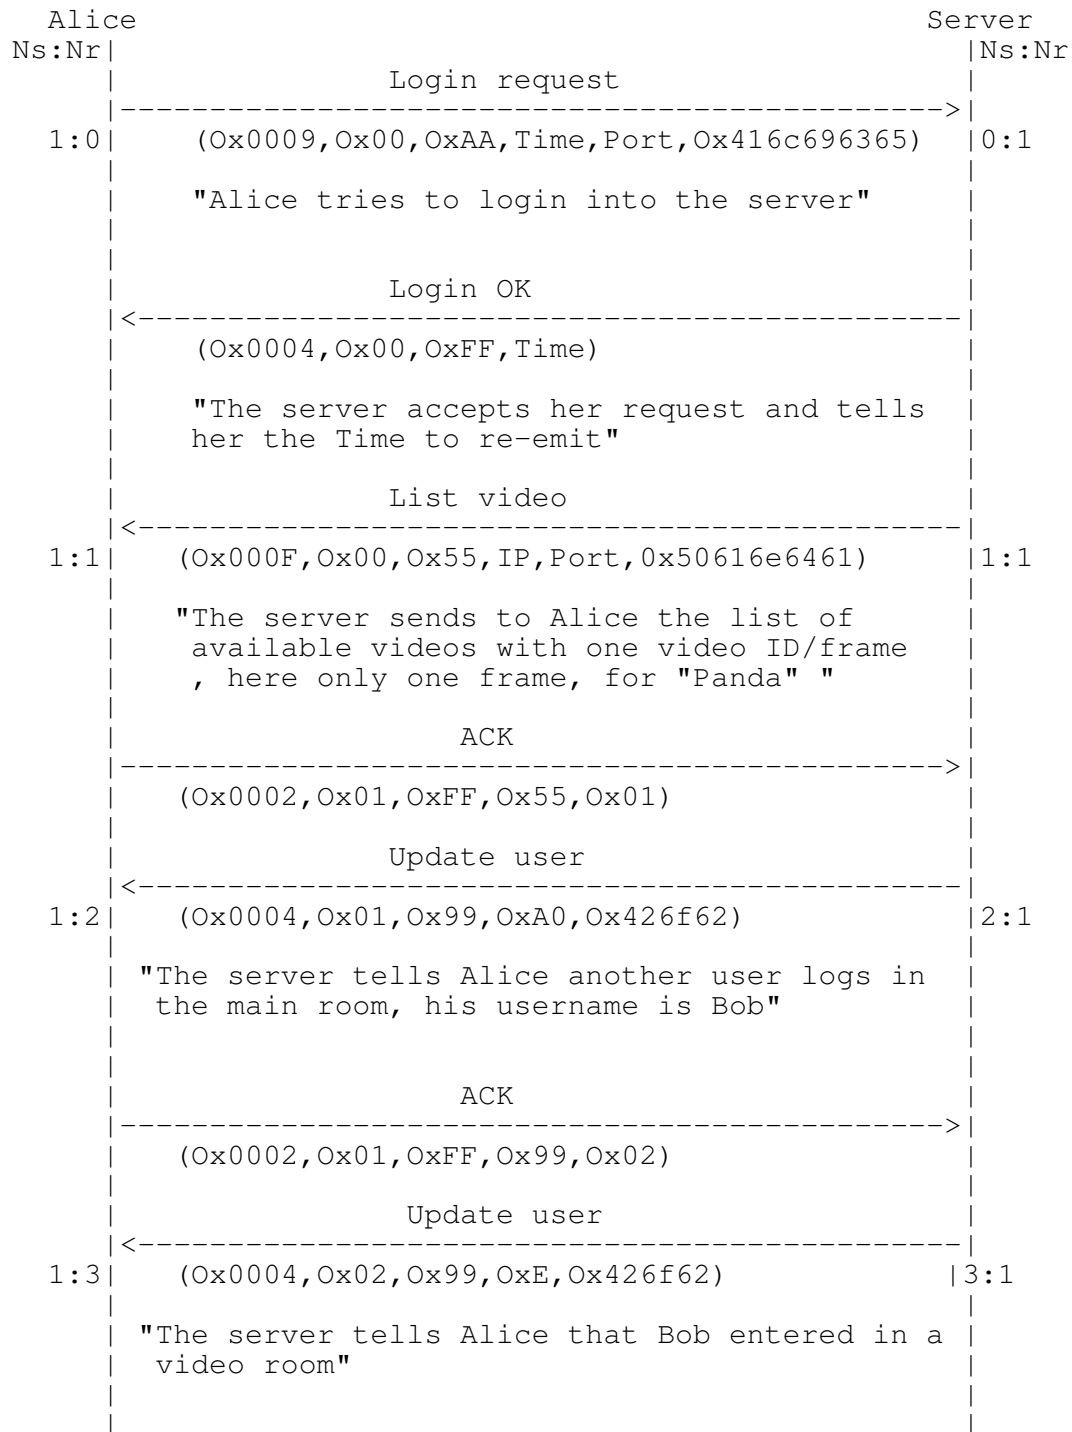 Alice Server
Ns:Nr| |Ns:Nr
| Login request |
|---------------------------------------------->|
1:0| (Ox0009,Ox00,OxAA,Time,Port,Ox416c696365) |0:1
| |
| "Alice tries to login into the server" |
| |
| |
| Login OK |
|<----------------------------------------------|
| (Ox0004,Ox00,OxFF,Time) |
| |
| "The server accepts her request and tells |
| her the Time to re-emit" |
| |
| List video |
|<----------------------------------------------|
1:1| (Ox000F,Ox00,Ox55,IP,Port,0x50616e6461) |1:1
| |
| "The server sends to Alice the list of |
| available videos with one video ID/frame |
| , here only one frame, for "Panda" " |
| |
| ACK |
|---------------------------------------------->|
| (Ox0002,Ox01,OxFF,Ox55,Ox01) |
| |
| Update user |
|<----------------------------------------------|
1:2| (Ox0004,Ox01,Ox99,OxA0,Ox426f62) |2:1
| |
| "The server tells Alice another user logs in |
| the main room, his username is Bob" |
| |
| |
| ACK |
|---------------------------------------------->|
| (Ox0002,Ox01,OxFF,Ox99,Ox02) |
| |
| Update user |
|<----------------------------------------------|
1:3| (Ox0004,Ox02,Ox99,OxE,Ox426f62) |3:1
| |
| "The server tells Alice that Bob entered in a |
| video room" |
| |
| |